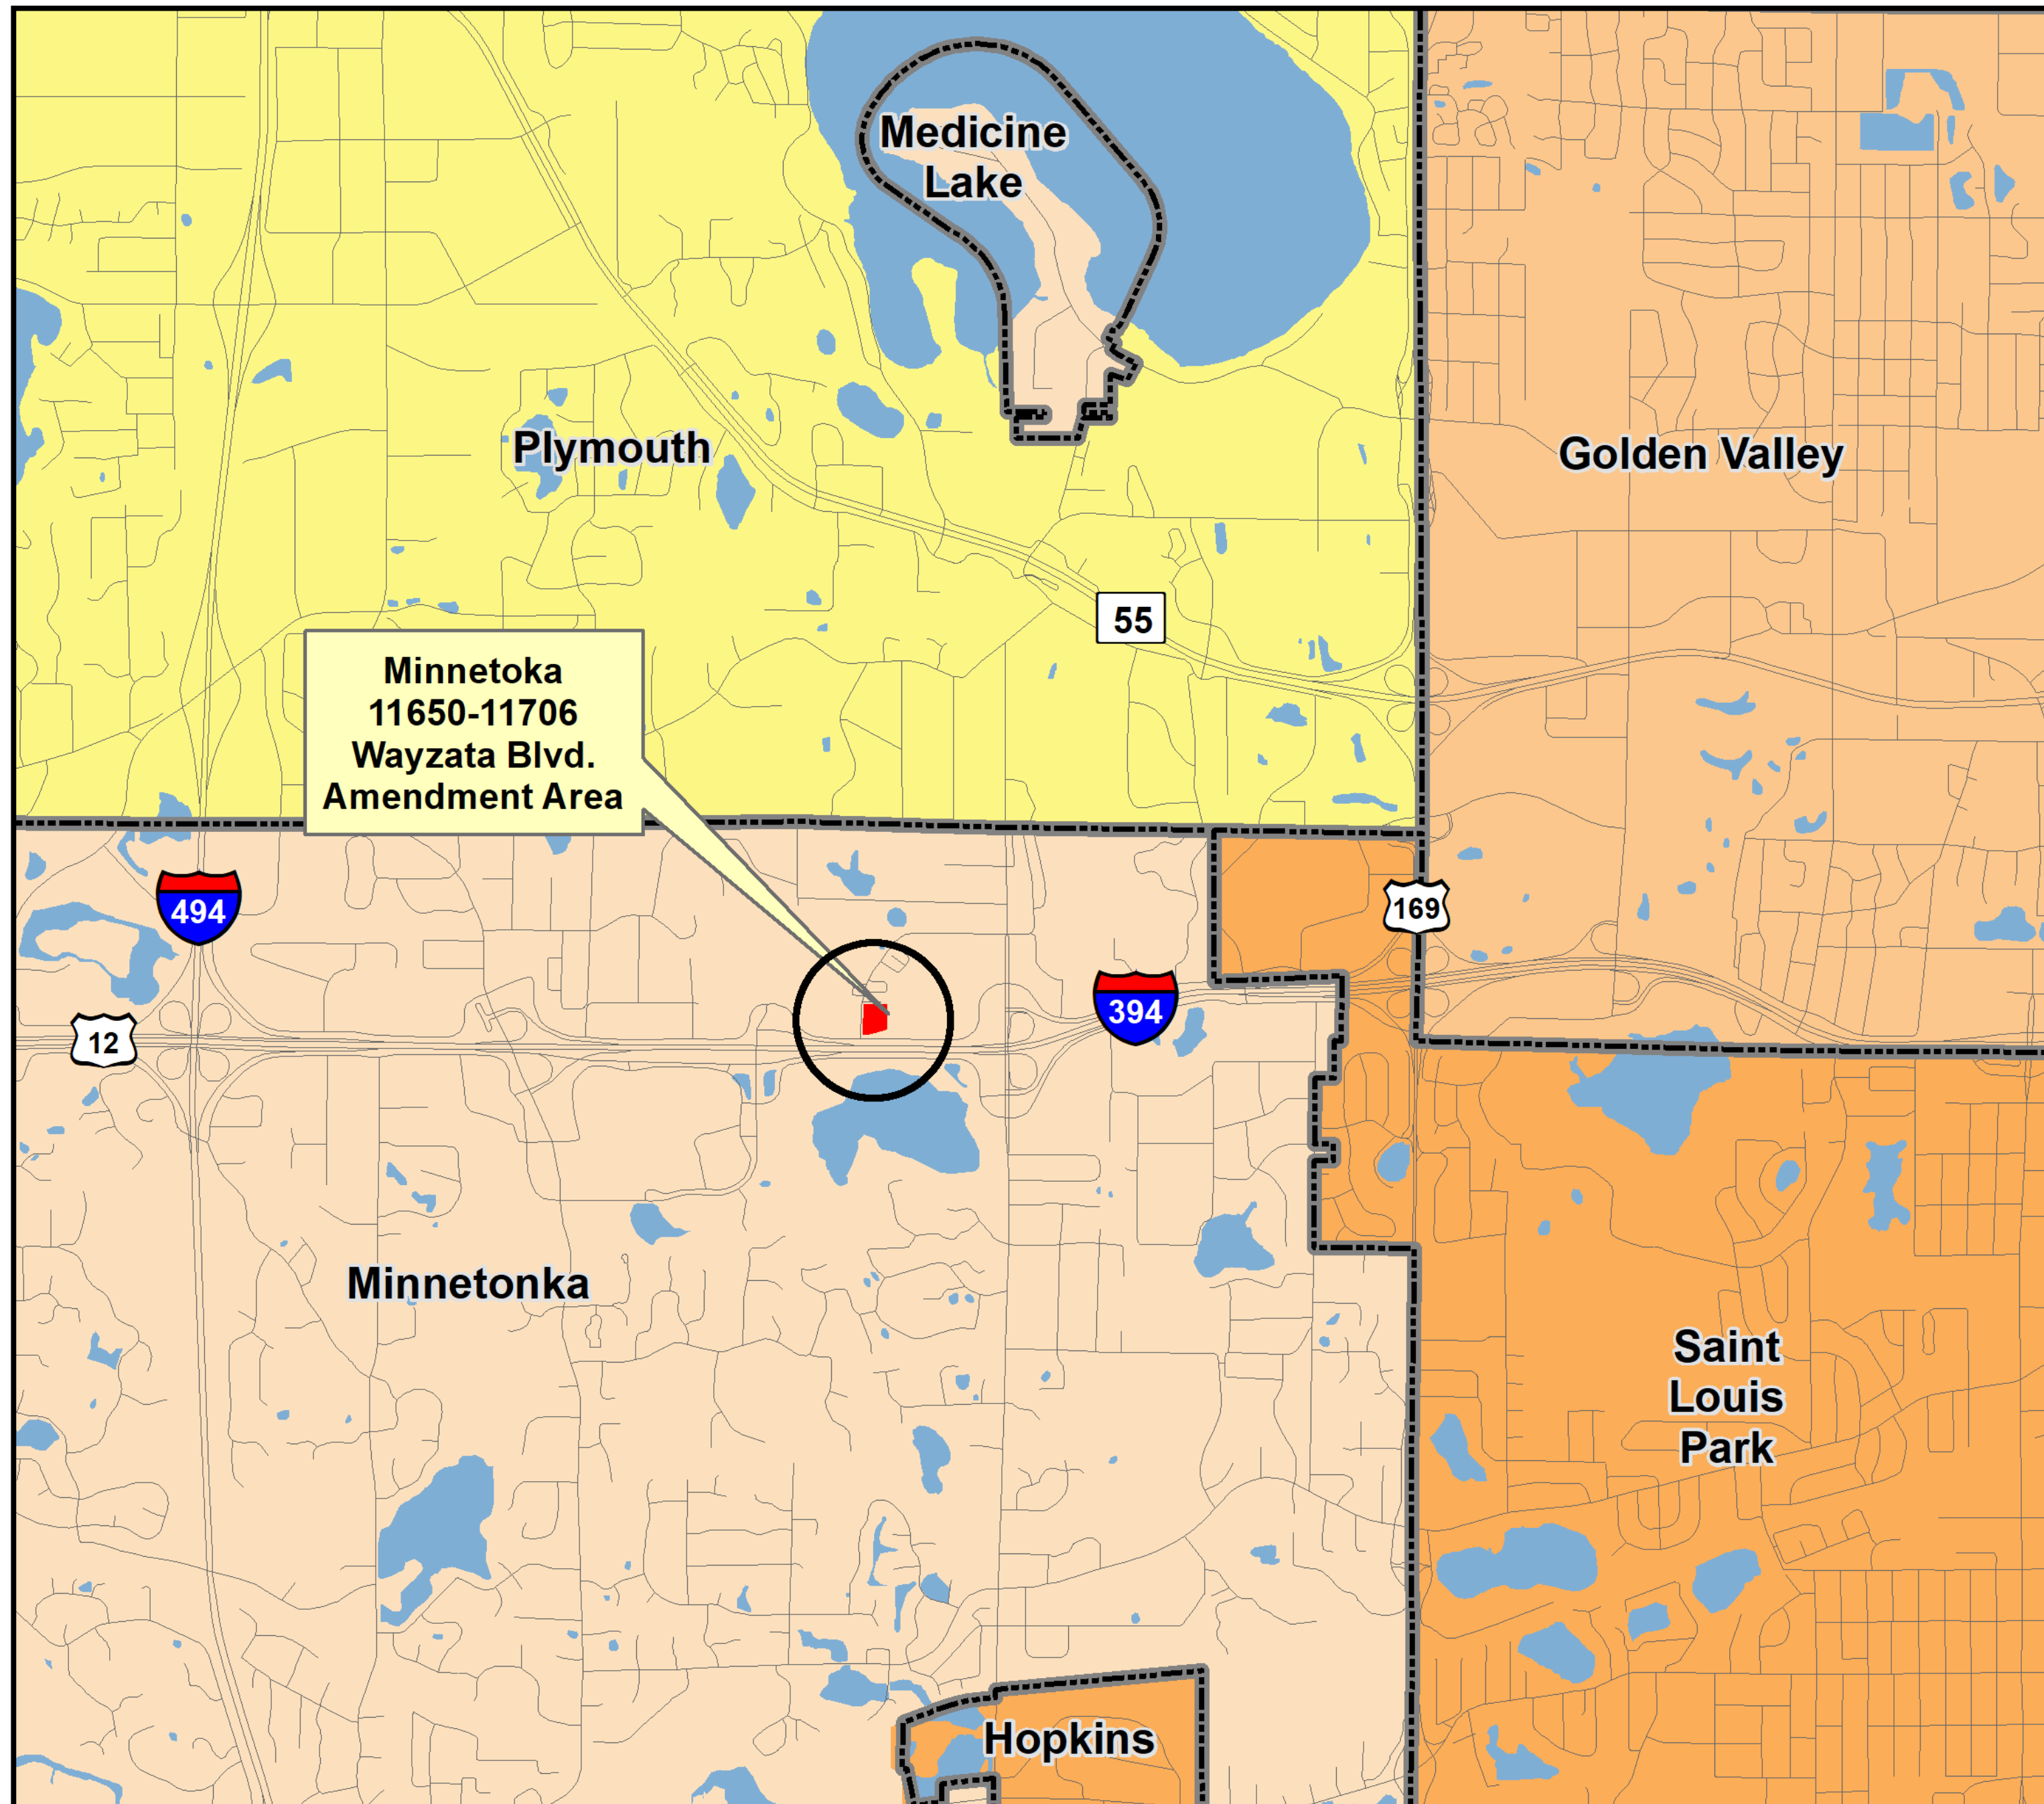 Medicine
Lake
Plymouth
Golden Valley
55
Minnetoka
11650-11706
Wayzata Blvd.
Amendment Area
494
169
394
12
Minnetonka
Saint
Louis
Park
Hopkins